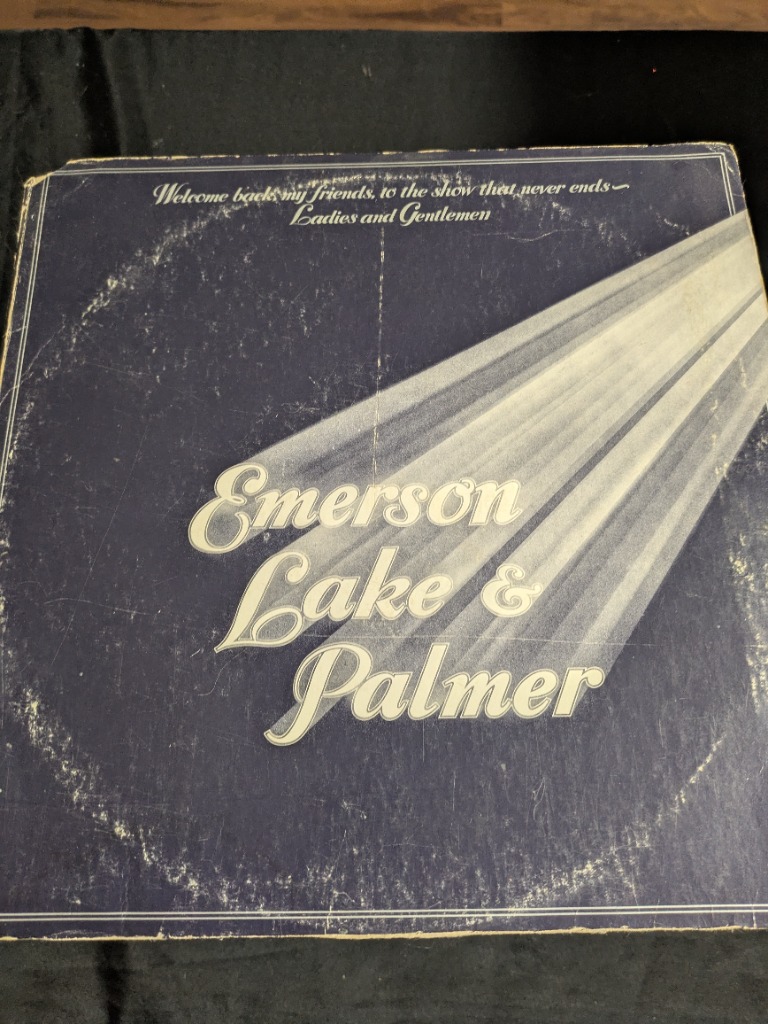 Welcome back, my friends, to the show that never ends~
Ladies and Gentlemen
Emerson
Lake &
Palmer